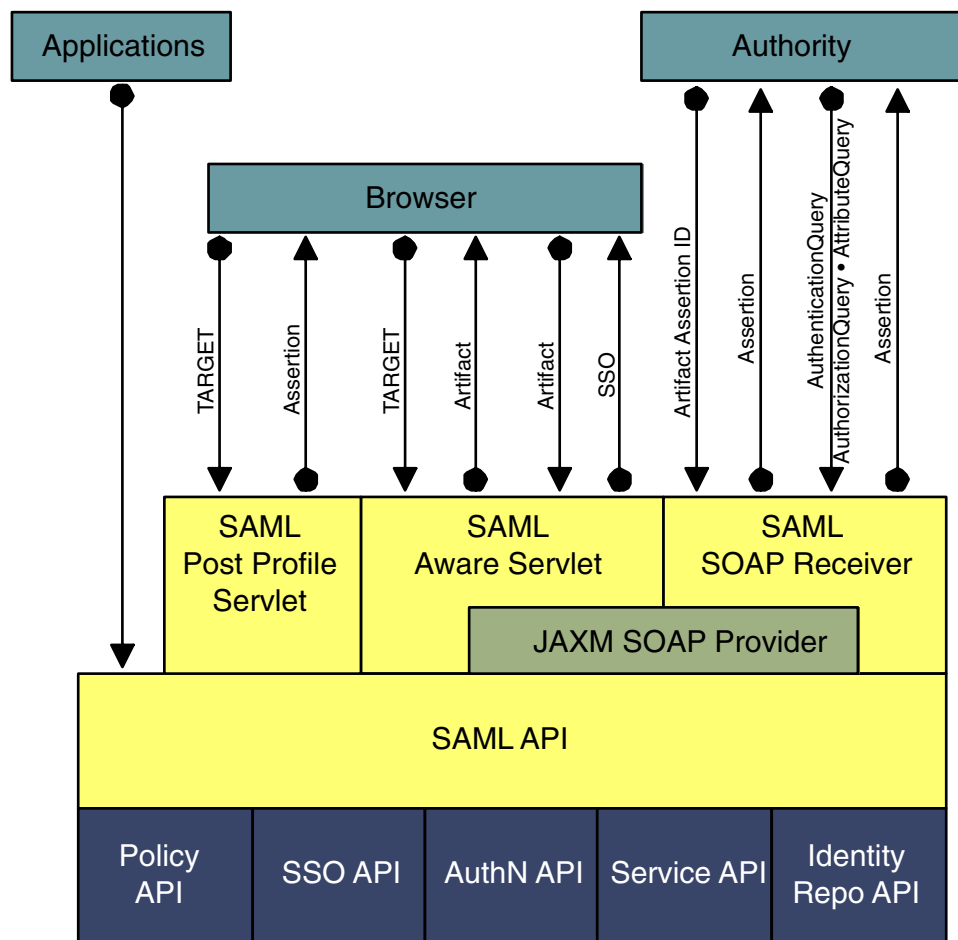 Applications
Authority
Browser
TARGET
Assertion
TARGET
Artifact
Artifact
SSO
Artifact Assertion ID
Assertion
AuthenticationQuery
AuthorizationQuery • AttributeQuery
Assertion
SAML
Post Profile
Servlet
SAML
Aware Servlet
SAML
SOAP Receiver
JAXM SOAP Provider
SAML API
Policy
API
SSO API
AuthN API
Service API
Identity
Repo API